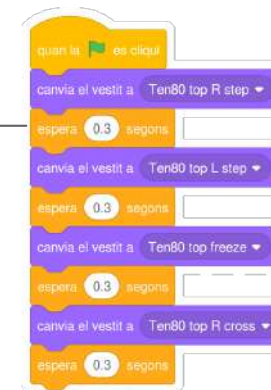 quan la es cliqui
canvia el vestit a Ten80 top R step
espera 0.3 segons
canvia el vestit a Ten80 top L step
espera 0.3 segons
canvia el vestit a Ten80 top freeze
espera 0.3 segons
canvia el vestit a Ten80 top R cross
espera 0.3 segons